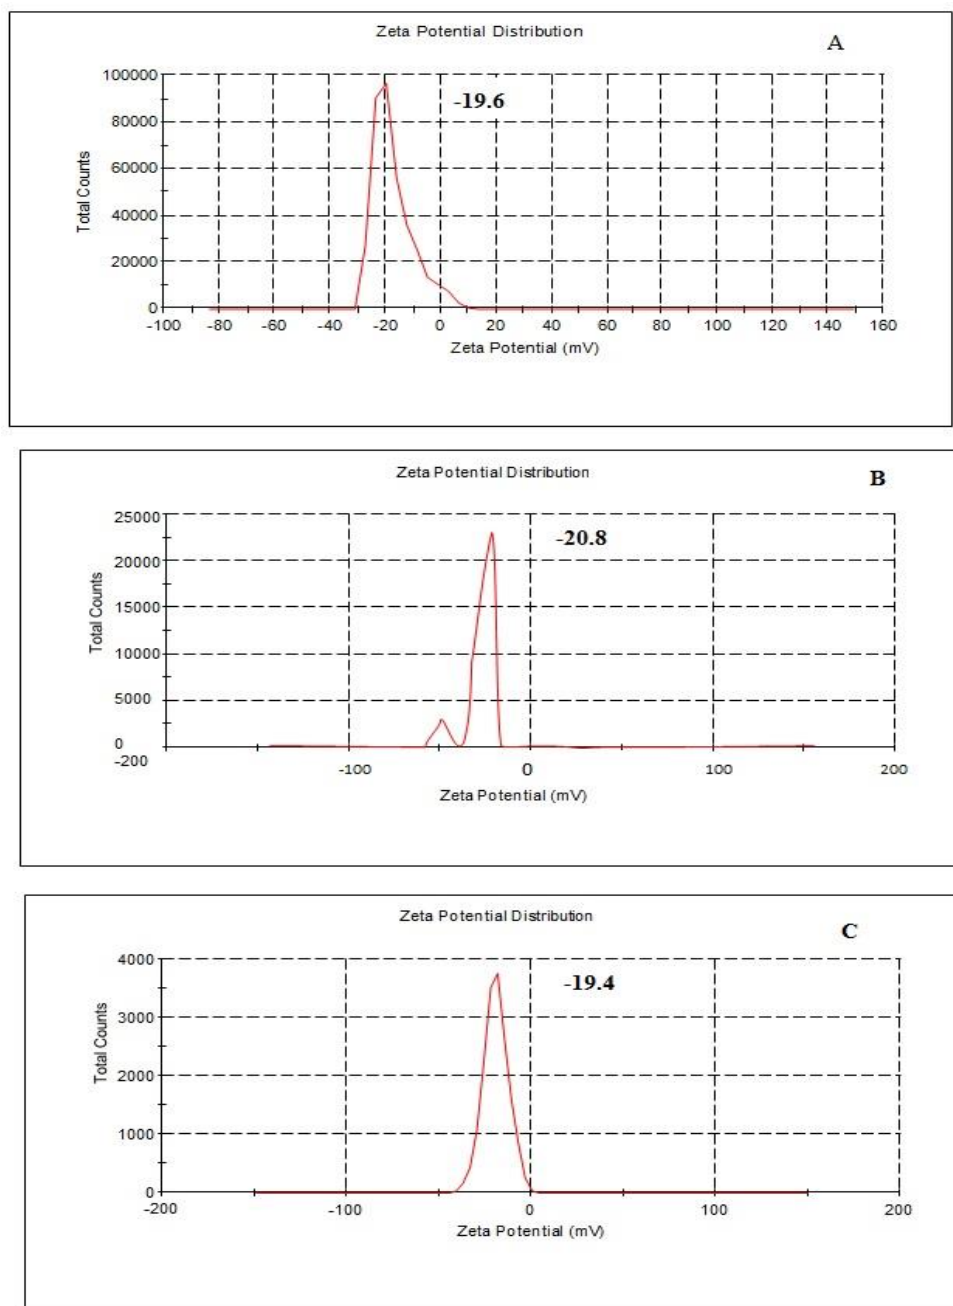 Zeta Potential Distribution
A
100000
-19.6
80000
60000
Total Counts
40000
20000
0
-100 -80 -60 -40 -20 0 20 40 60 80 100 120 140 160
Zeta Potential (mV)
Zeta Potential Distribution
B
25000
-20.8
20000
15000
Total Counts
10000
5000
0
-200 -100 0 100 200
Zeta Potential (mV)
Zeta Potential Distribution
C
4000
-19.4
3000
Total Counts
2000
1000
0
-200 -100 0 100 200
Zeta Potential (mV)